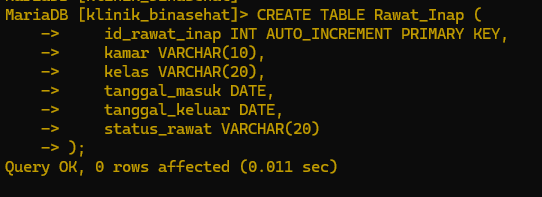 MariaDB [klinik_binasehat]> CREATE TABLE Rawat_Inap (
    ->     id_rawat_inap INT AUTO_INCREMENT PRIMARY KEY,
    ->     kamar VARCHAR(10),
    ->     kelas VARCHAR(20),
    ->     tanggal_masuk DATE,
    ->     tanggal_keluar DATE,
    ->     status_rawat VARCHAR(20)
    -> );
Query OK, 0 rows affected (0.011 sec)